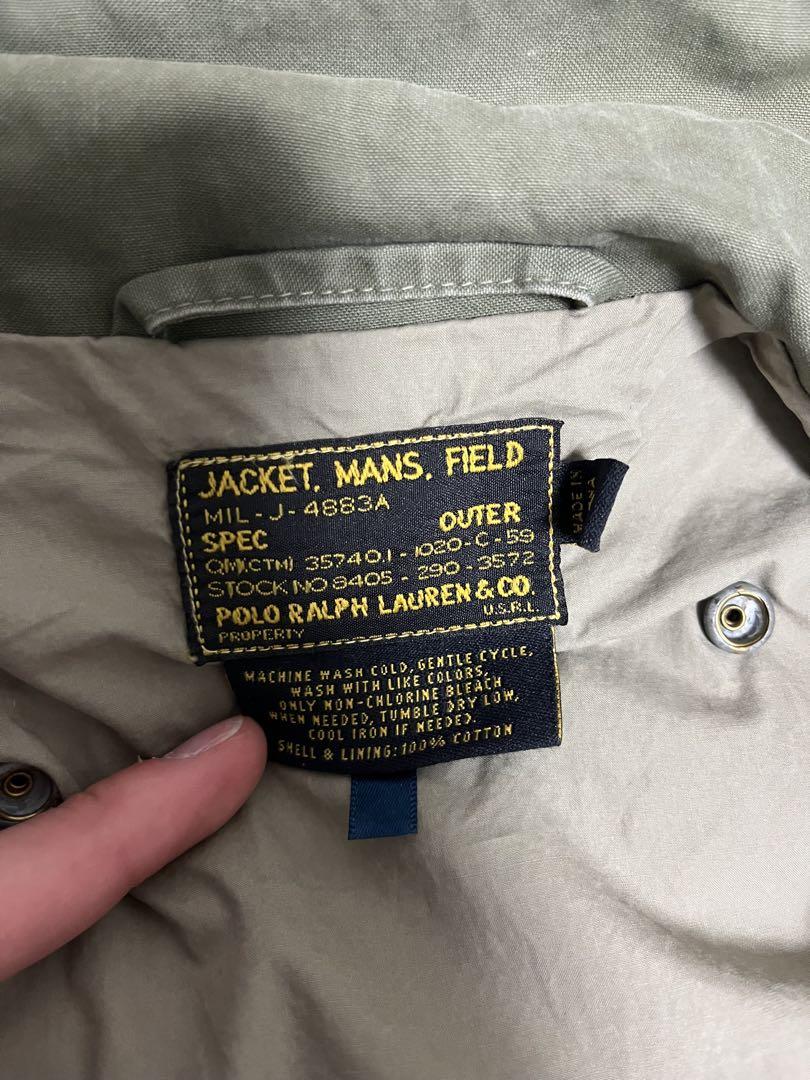 JACKET, MANS, FIELD
MIL - J - 4883A
SPEC OUTER
QM(CTM) 35740.1 - 1020 - C - 59
STOCK NO 8405 - 290 - 3572
POLO RALPH LAUREN & CO.
PROPERTY U.S.R.L.
MACHINE WASH COLD, GENTLE CYCLE,
WASH WITH LIKE COLORS,
ONLY NON-CHLORINE BLEACH
WHEN NEEDED, TUMBLE DRY LOW,
COOL IRON IF NEEDED.
SHELL & LINING: 100% COTTON
MADE IN